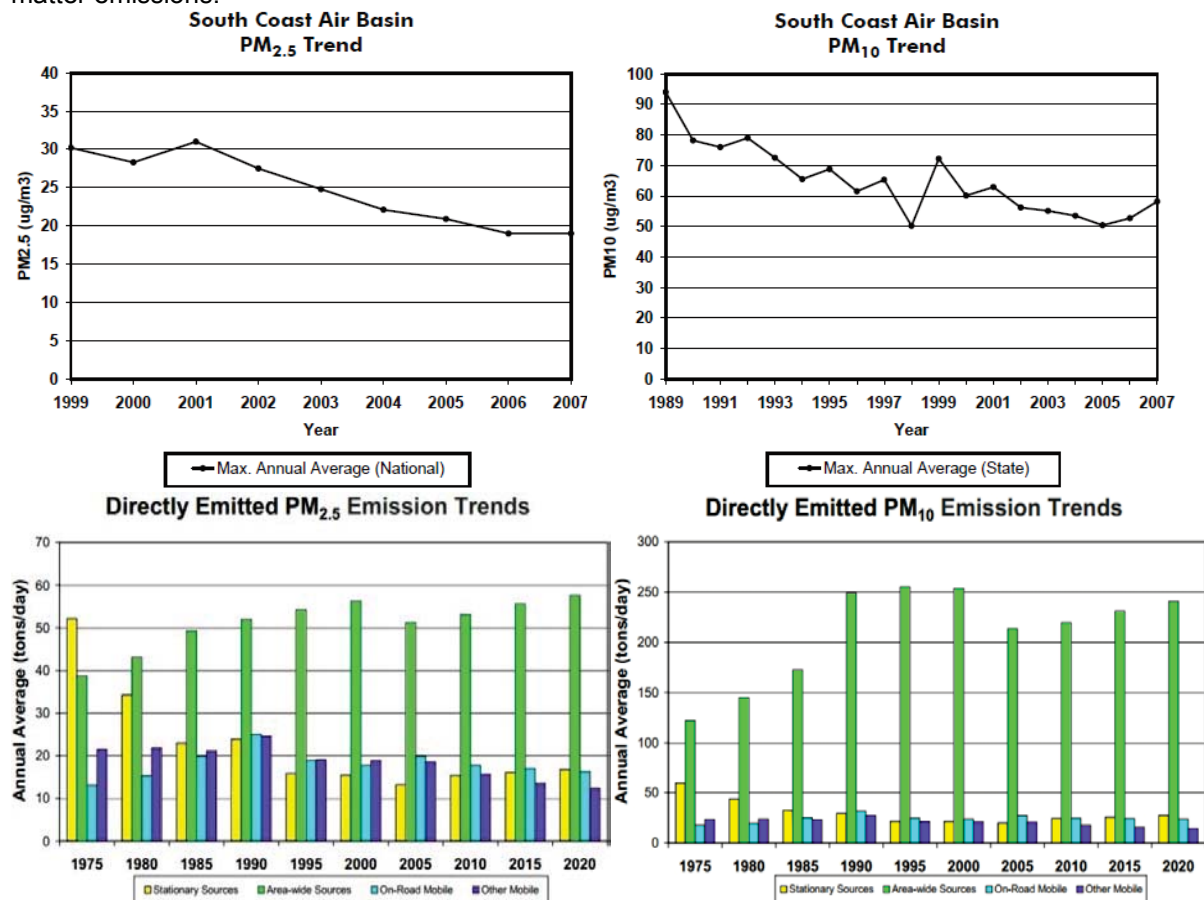 matter emissions.
South Coast Air Basin
PM2.5 Trend
40
35
30
25
20
15
10
5
0
PM2.5 (ug/m3)
1999 2000 2001 2002 2003 2004 2005 2006 2007
Year
Max. Annual Average (National)
South Coast Air Basin
PM10 Trend
100
90
80
70
60
50
40
30
20
10
0
PM10 (ug/m3)
1989 1991 1993 1995 1997 1999 2001 2003 2005 2007
Year
Max. Annual Average (State)
Directly Emitted PM2.5 Emission Trends
70
60
50
40
30
20
10
0
Annual Average (tons/day)
1975 1980 1985 1990 1995 2000 2005 2010 2015 2020
Stationary Sources Area-wide Sources On-Road Mobile Other Mobile
Directly Emitted PM10 Emission Trends
300
250
200
150
100
50
0
Annual Average (tons/day)
1975 1980 1985 1990 1995 2000 2005 2010 2015 2020
Stationary Sources Area-wide Sources On-Road Mobile Other Mobile